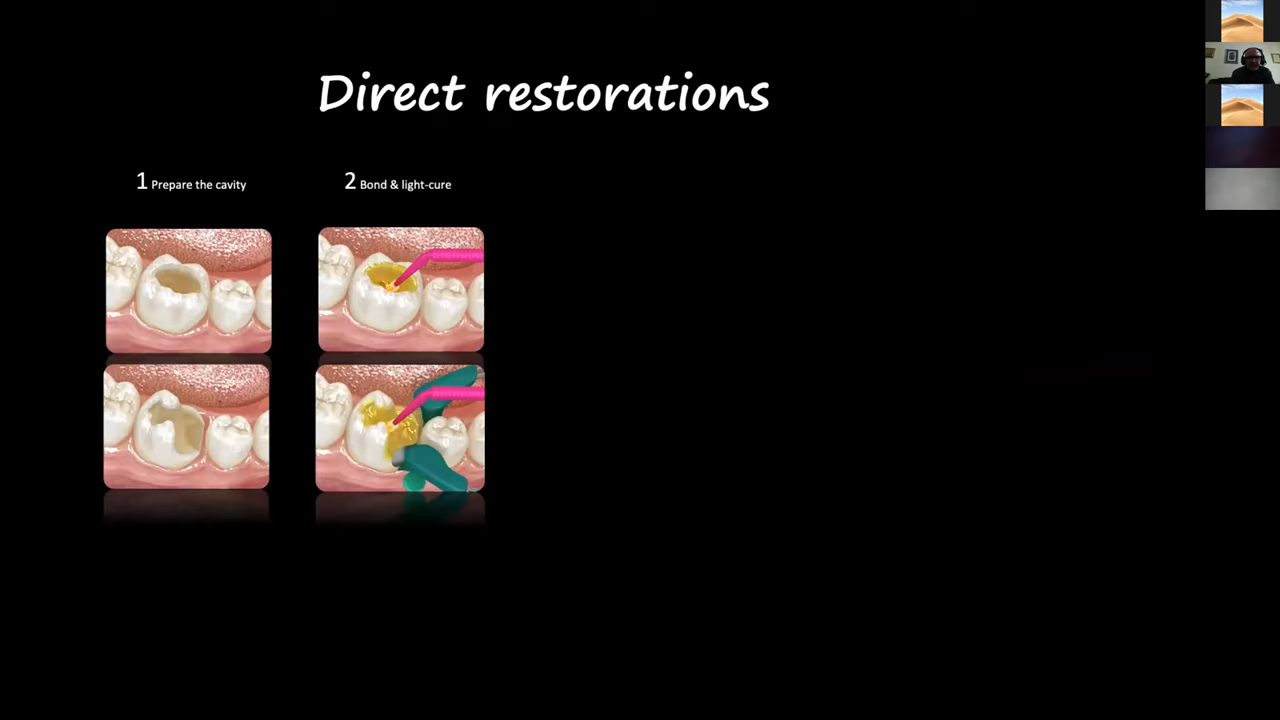 Direct restorations
1 Prepare the cavity
2 Bond & light-cure